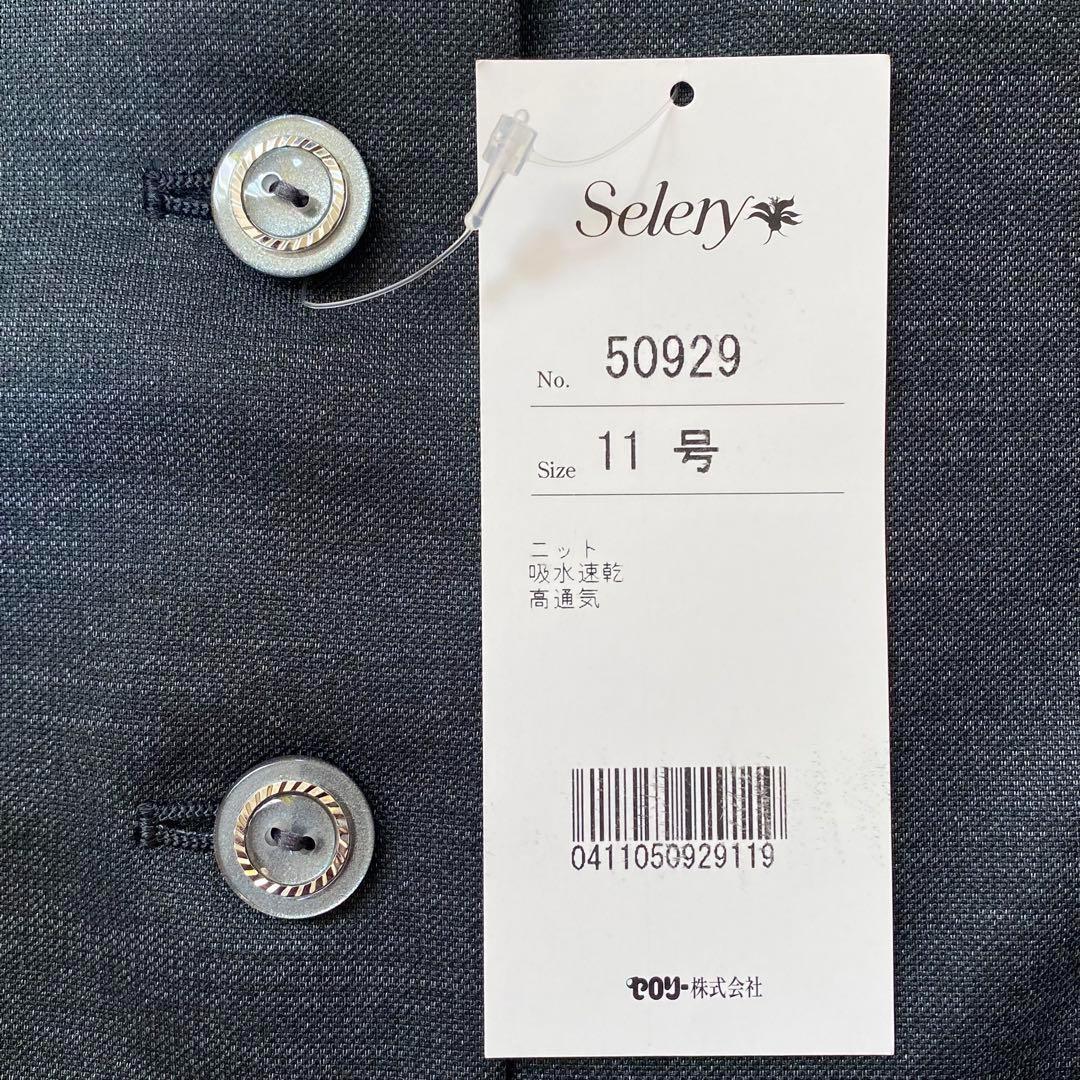 Selery
No. 50929
Size 11 号
ニット
吸水速乾
高通気
0411050929119
セロリー株式会社